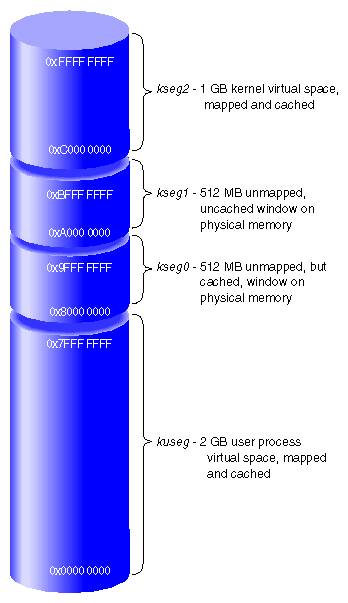 0xFFFF FFFF
kseg2 - 1 GB kernel virtual space,
mapped and cached
0xC000 0000
0xBFFF FFFF
kseg1 - 512 MB unmapped,
uncached window on
physical memory
0xA000 0000
0x9FFF FFFF
kseg0 - 512 MB unmapped, but
cached, window on
physical memory
0x8000 0000
0x7FFF FFFF
kuseg - 2 GB user process
virtual space, mapped
and cached
0x0000 0000